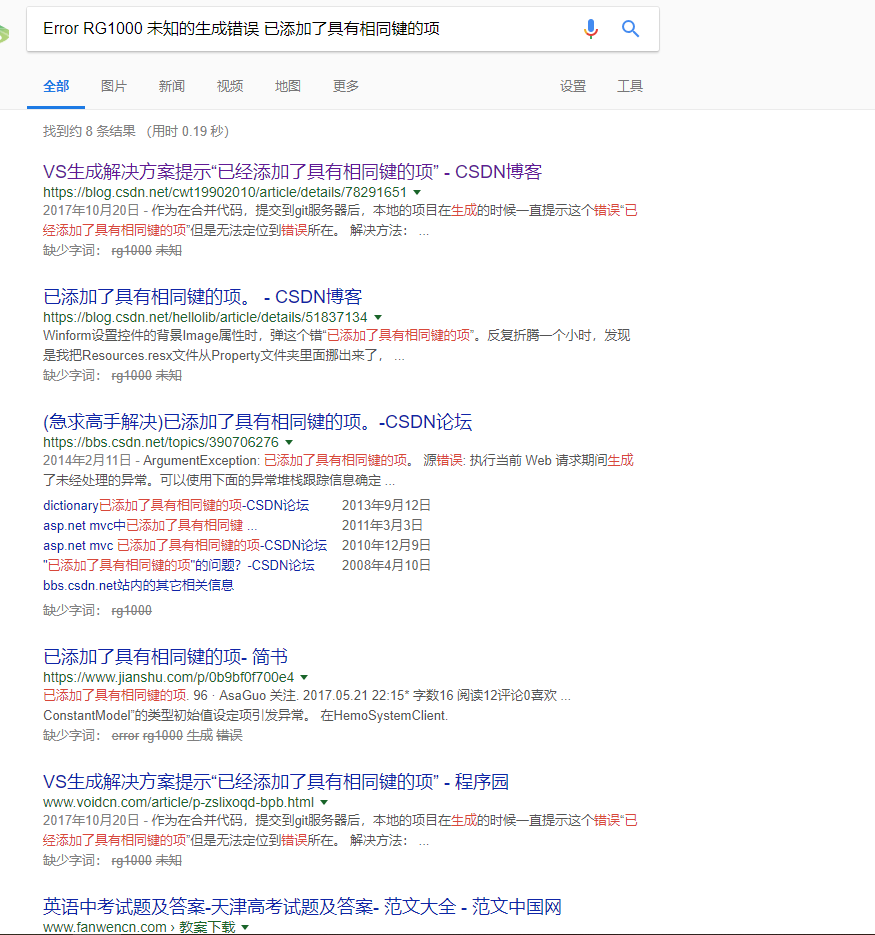 Error RG1000 未知的生成错误 已添加了具有相同键的项
全部 图片 新闻 视频 地图 更多 设置 工具
找到约 8 条结果 （用时 0.19 秒）
VS生成解决方案提示“已经添加了具有相同键的项” - CSDN博客
https://blog.csdn.net/cwt19902010/article/details/78291651
2017年10月20日 - 作为在合并代码，提交到git服务器后，本地的项目在生成的时候一直提示这个错误“已
经添加了具有相同键的项”但是无法定位到错误所在。 解决方法： ...
缺少字词： rg1000 未知
已添加了具有相同键的项。 - CSDN博客
https://blog.csdn.net/hellolib/article/details/51837134
Winform设置控件的背景Image属性时，弹这个错“已添加了具有相同键的项”。反复折腾一个小时，发现
是我把Resources.resx文件从Property文件夹里面挪出来了， ...
缺少字词： rg1000 未知
(急求高手解决)已添加了具有相同键的项。-CSDN论坛
https://bbs.csdn.net/topics/390706276
2014年2月11日 - ArgumentException: 已添加了具有相同键的项。 源错误: 执行当前 Web 请求期间生成
了未经处理的异常。可以使用下面的异常堆栈跟踪信息确定 ...
dictionary已添加了具有相同键的项-CSDN论坛 2013年9月12日
asp.net mvc中已添加了具有相同键 ... 2011年3月3日
asp.net mvc 已添加了具有相同键的项-CSDN论坛 2010年12月9日
"已添加了具有相同键的项"的问题? -CSDN论坛 2008年4月10日
bbs.csdn.net站内的其它相关信息
缺少字词： rg1000
已添加了具有相同键的项- 简书
https://www.jianshu.com/p/0b9bf0f700e4
已添加了具有相同键的项. 96 · AsaGuo 关注. 2017.05.21 22:15* 字数16 阅读12评论0喜欢 ...
ConstantModel”的类型初始值设定项引发异常。 在HemoSystemClient.
缺少字词： error rg1000 生成 错误
VS生成解决方案提示“已经添加了具有相同键的项” - 程序园
www.voidcn.com/article/p-zslixoqd-bpb.html
2017年10月20日 - 作为在合并代码，提交到git服务器后，本地的项目在生成的时候一直提示这个错误“已
经添加了具有相同键的项”但是无法定位到错误所在。 解决方法： ...
缺少字词： rg1000 未知
英语中考试题及答案-天津高考试题及答案- 范文大全 - 范文中国网
www.fanwencn.com › 教案下载